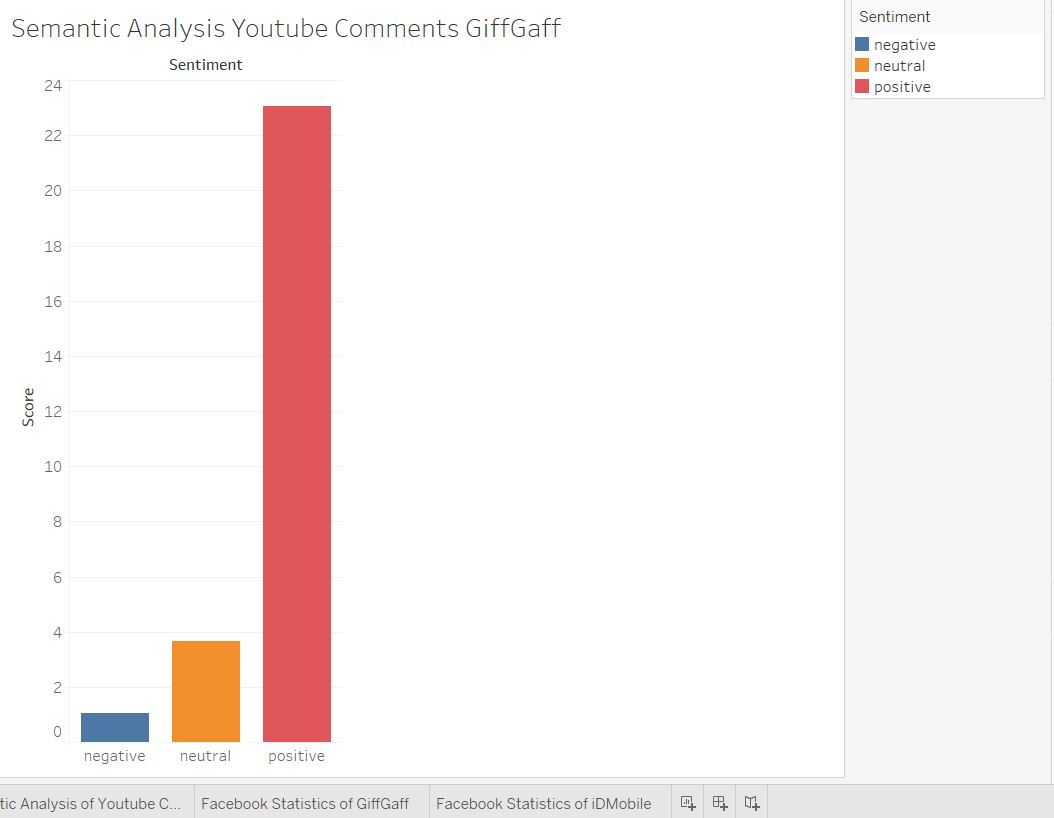 Semantic Analysis Youtube Comments GiffGaff
Sentiment
24
22
20
18
16
14
12
10
8
6
4
2
0
Score
negative
neutral
positive
Sentiment
negative
neutral
positive
tic Analysis of Youtube C...
Facebook Statistics of GiffGaff
Facebook Statistics of iDMobile